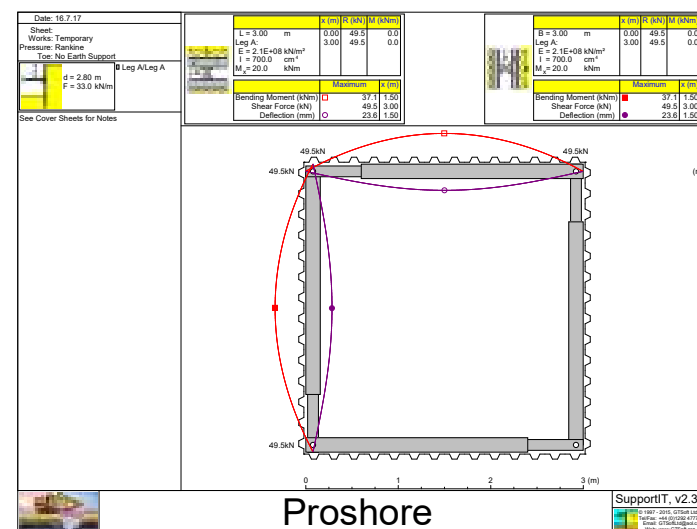 Date: 16.7.17
Sheet:
Works: Temporary
Pressure: Rankine
Toe: No Earth Support
Leg A/Leg A
d = 2.80 m
F = 33.0 kN/m
See Cover Sheets for Notes
x (m) R (kN) M (kNm)
L = 3.00 m 0.00 49.5 0.0
Leg A: 3.00 49.5 0.0
E = 2.1E+08 kN/m²
I = 700.0 cm⁴
Mx = 20.0 kNm
Maximum x (m)
Bending Moment (kNm) 37.1 1.50
Shear Force (kN) 49.5 3.00
Deflection (mm) 23.6 1.50
x (m) R (kN) M (kNm)
B = 3.00 m 0.00 49.5 0.0
Leg A: 3.00 49.5 0.0
E = 2.1E+08 kN/m²
I = 700.0 cm⁴
Mx = 20.0 kNm
Maximum x (m)
Bending Moment (kNm) 37.1 1.50
Shear Force (kN) 49.5 3.00
Deflection (mm) 23.6 1.50
49.5kN 49.5kN
49.5kN
49.5kN
0 1 2 3 (m)
Proshore
SupportIT, v2.3
© 1997 - 2015, GTSoft Ltd